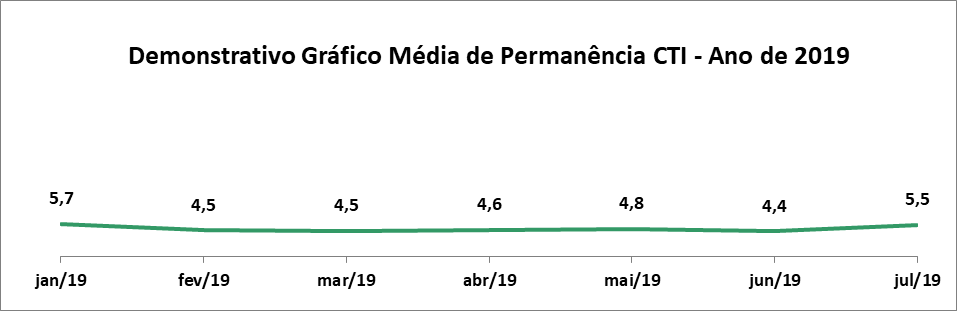 Demonstrativo Gráfico Média de Permanência CTI - Ano de 2019
5,7 4,5 4,5 4,6 4,8 4,4 5,5
jan/19 fev/19 mar/19 abr/19 mai/19 jun/19 jul/19